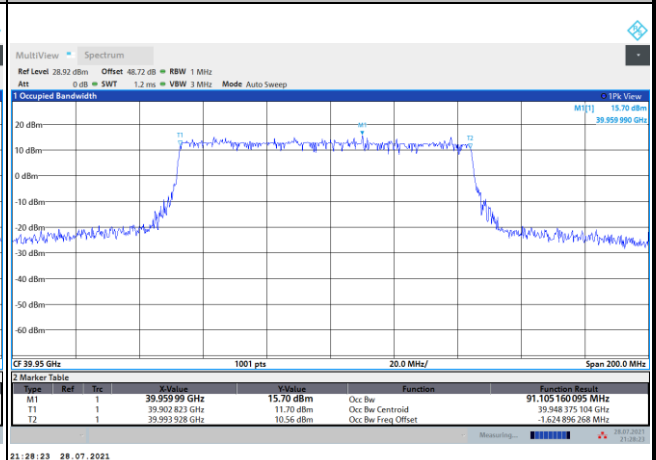 MultiView Spectrum
Ref Level 28.92 dBm Offset 48.72 dB RBW 1 MHz
Att 0 dB SWT 1.2 ms VBW 3 MHz Mode Auto Sweep
1 Occupied Bandwidth 1Pk View
M1[1] 15.70 dBm
39.959 990 GHz
20 dBm
T1
M1
T2
10 dBm
0 dBm
-10 dBm
-20 dBm
-30 dBm
-40 dBm
-50 dBm
-60 dBm
CF 39.95 GHz 1001 pts 20.0 MHz/ Span 200.0 MHz
2 Marker Table
Type Ref Trc X-Value Y-Value Function Function Result
M1 1 39.959 99 GHz 15.70 dBm Occ Bw 91.105 160 095 MHz
T1 1 39.902 823 GHz 11.70 dBm Occ Bw Centroid 39.948 375 104 GHz
T2 1 39.993 928 GHz 10.56 dBm Occ Bw Freq Offset -1.624 896 268 MHz
Measuring... 28.07.2021
21:28:23
21:28:23 28.07.2021